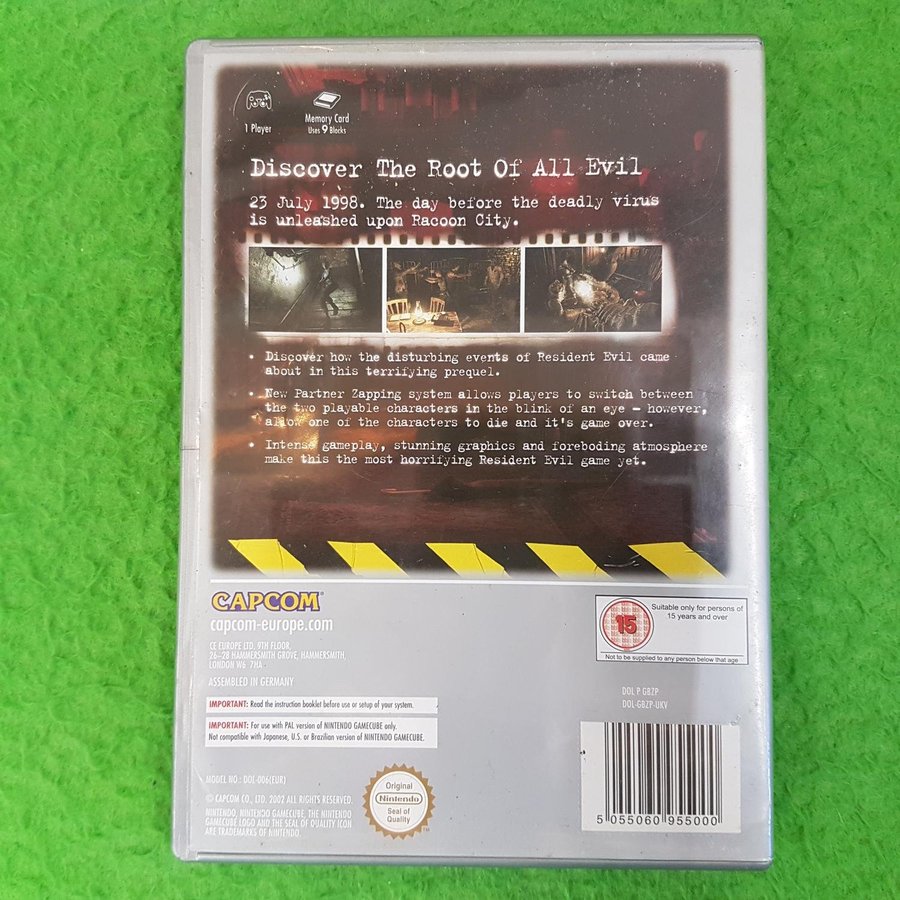 1 Player
Memory Card
Uses 9 Blocks
Discover The Root Of All Evil
23 July 1998. The day before the deadly virus
is unleashed upon Racoon City.
• Discover how the disturbing events of Resident Evil came
about in this terrifying prequel.
• New Partner Zapping system allows players to switch between
the two playable characters in the blink of an eye – however,
allow one of the characters to die and it's game over.
• Intense gameplay, stunning graphics and foreboding atmosphere
make this the most horrifying Resident Evil game yet.
CAPCOM®
capcom-europe.com
CE EUROPE LTD, 9TH FLOOR,
26–28 HAMMERSMITH GROVE, HAMMERSMITH,
LONDON W6 7HA
ASSEMBLED IN GERMANY
IMPORTANT: Read the instruction booklet before use or setup of your system.
IMPORTANT: For use with PAL version of NINTENDO GAMECUBE only.
Not compatible with Japanese, U.S. or Brazilian version of NINTENDO GAMECUBE.
MODEL NO: DOL-006(EUR)
© CAPCOM CO., LTD. 2002 ALL RIGHTS RESERVED.
NINTENDO, NINTENDO GAMECUBE, THE NINTENDO
GAMECUBE LOGO AND THE SEAL OF QUALITY ICON
ARE TRADEMARKS OF NINTENDO.
Original
Nintendo
Seal of
Quality
TM
15
Suitable only for persons of
15 years and over
Not to be supplied to any person below that age
DOL P GBZP
DOL-GBZP-UKV
5 055060 955000